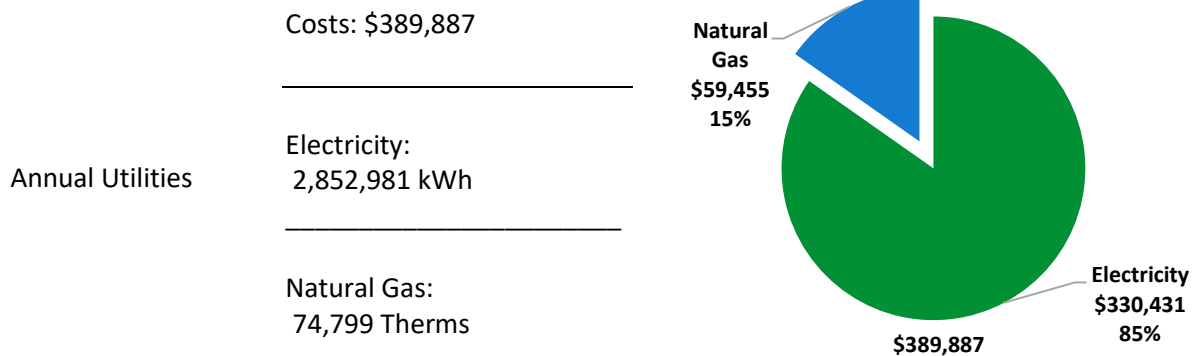 Annual Utilities
Costs: $389,887
Electricity:
2,852,981 kWh
Natural Gas:
74,799 Therms
Natural
Gas
$59,455
15%
Electricity
$330,431
85%
$389,887